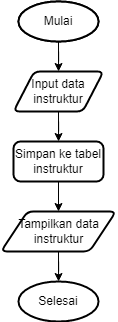 Mulai
Input data
instruktur
Simpan ke tabel
instruktur
Tampilkan data
instruktur
Selesai